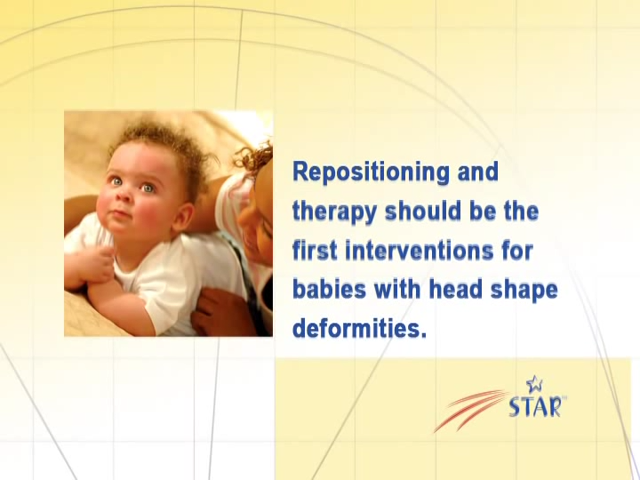 Repositioning and
therapy should be the
first interventions for
babies with head shape
deformities.
STAR